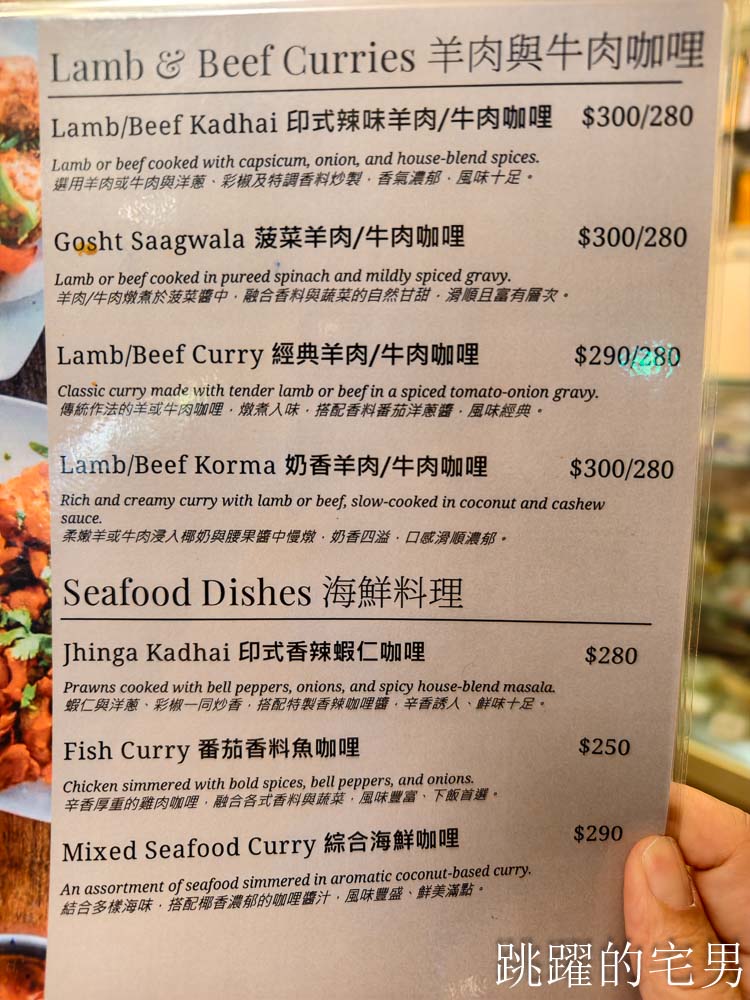 Lamb & Beef Curries 羊肉與牛肉咖哩
Lamb/Beef Kadhai 印式辣味羊肉/牛肉咖哩 $300/280
Lamb or beef cooked with capsicum, onion, and house-blend spices.
選用羊肉或牛肉與洋蔥、彩椒及特調香料炒製，香氣濃郁，風味十足。
Gosht Saagwala 菠菜羊肉/牛肉咖哩 $300/280
Lamb or beef cooked in pureed spinach and mildly spiced gravy.
羊肉/牛肉燉煮於菠菜醬中，融合香料與蔬菜的自然甘甜，滑順且富有層次。
Lamb/Beef Curry 經典羊肉/牛肉咖哩 $290/280
Classic curry made with tender lamb or beef in a spiced tomato-onion gravy.
傳統作法的羊或牛肉咖哩，燉煮入味，搭配香料番茄洋蔥醬，風味經典。
Lamb/Beef Korma 奶香羊肉/牛肉咖哩 $300/280
Rich and creamy curry with lamb or beef, slow-cooked in coconut and cashew
sauce.
柔嫩羊或牛肉浸入椰奶與腰果醬中慢燉，奶香四溢，口感滑順濃郁。
Seafood Dishes 海鮮料理
Jhinga Kadhai 印式香辣蝦仁咖哩 $280
Prawns cooked with bell peppers, onions, and spicy house-blend masala.
蝦仁與洋蔥、彩椒一同炒香，搭配特製香辣咖哩醬，辛香誘人、鮮味十足。
Fish Curry 番茄香料魚咖哩 $250
Chicken simmered with bold spices, bell peppers, and onions.
辛香厚重的雞肉咖哩，融合各式香料與蔬菜，風味豐富、下飯首選。
Mixed Seafood Curry 綜合海鮮咖哩 $290
An assortment of seafood simmered in aromatic coconut-based curry.
結合多樣海味，搭配椰香濃郁的咖哩醬汁，風味豐盛、鮮美滿點。
跳躍的宅男